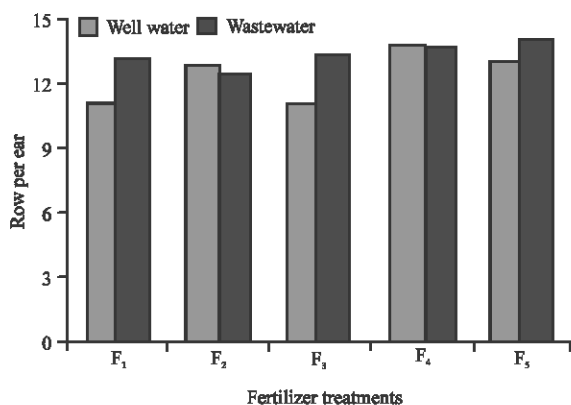 Well water Wastewater
Row per ear
15
12
9
6
3
0
F₁ F₂ F₃ F₄ F₅
Fertilizer treatments